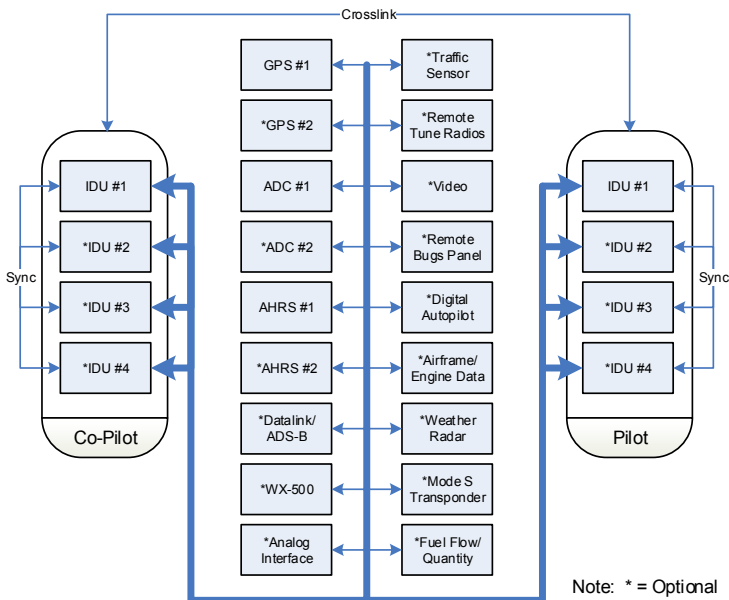 Crosslink
GPS #1
*Traffic
Sensor
*GPS #2
*Remote
Tune Radios
IDU #1
ADC #1
*Video
IDU #1
*IDU #2
*ADC #2
*Remote
Bugs Panel
*IDU #2
Sync
Sync
*IDU #3
AHRS #1
*Digital
Autopilot
*IDU #3
*IDU #4
*AHRS #2
*Airframe/
Engine Data
*IDU #4
Co-Pilot
*Datalink/
ADS-B
*Weather
Radar
Pilot
*WX-500
*Mode S
Transponder
*Analog
Interface
*Fuel Flow/
Quantity
Note: * = Optional